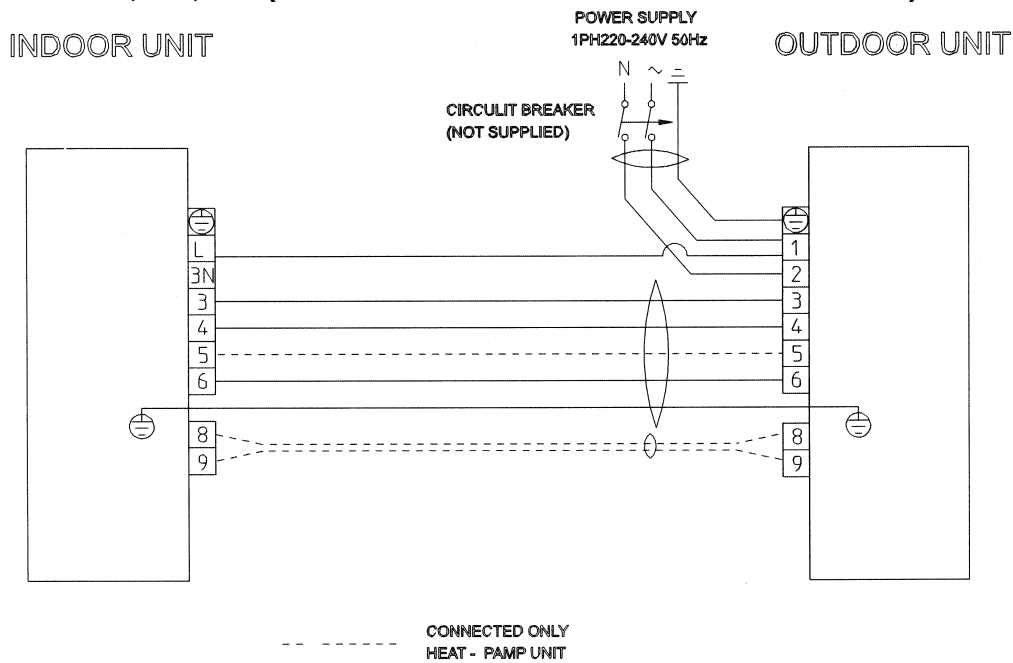 POWER SUPPLY
1PH220-240V 50Hz
INDOOR UNIT
OUTDOOR UNIT
N ~
CIRCULIT BREAKER
(NOT SUPPLIED)
L
3N
3
4
5
6
8
9
1
2
3
4
5
6
8
9
CONNECTED ONLY
HEAT - PAMP UNIT